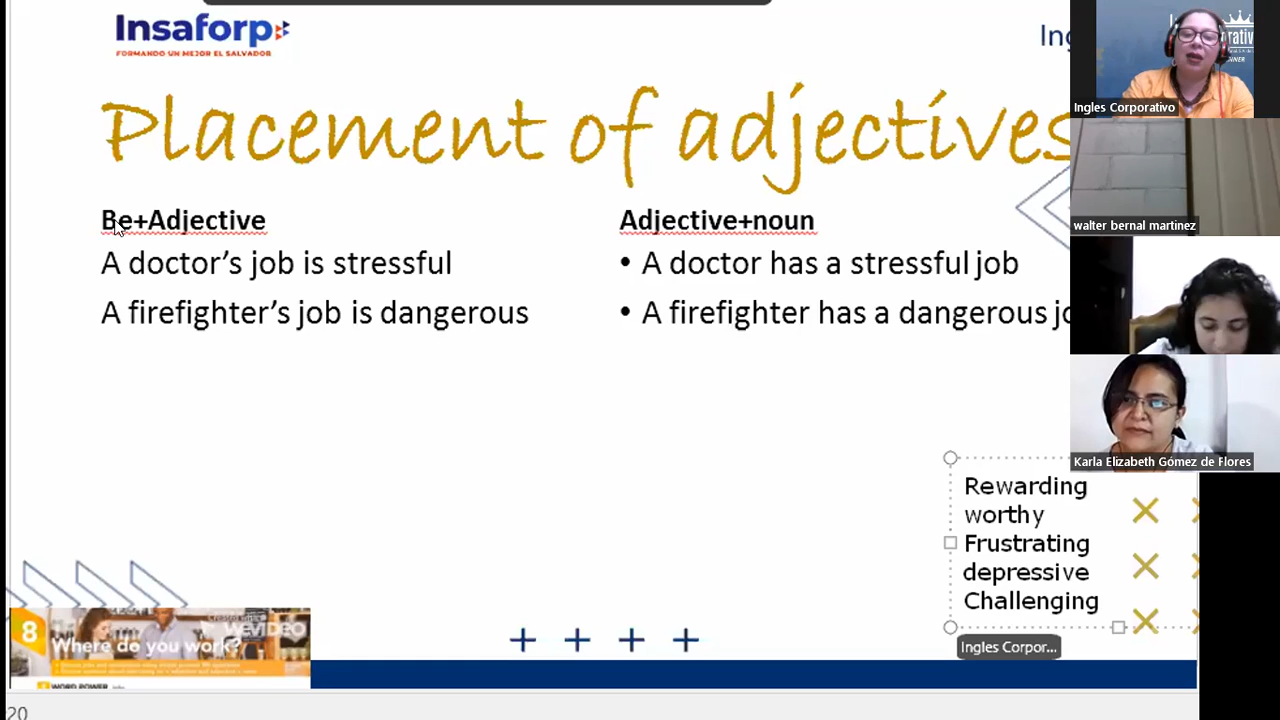 Insaforp
FORMANDO UN MEJOR EL SALVADOR
Placement of adjectives
Be+Adjective
A doctor's job is stressful
A firefighter's job is dangerous
Adjective+noun
• A doctor has a stressful job
• A firefighter has a dangerous jo
Rewarding
worthy
Frustrating
depressive
Challenging
Ingles Corpor...
8
Where do you work?
WORD POWER
20
Ing
Ingles Corporativo
walter bernal martinez
Karla Elizabeth Gómez de Flores